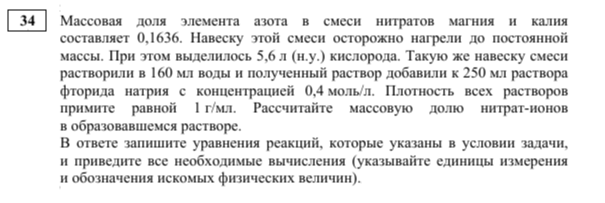 34
Массовая доля элемента азота в смеси нитратов магния и калия
составляет 0,1636. Навеску этой смеси осторожно нагрели до постоянной
массы. При этом выделилось 5,6 л (н.у.) кислорода. Такую же навеску смеси
растворили в 160 мл воды и полученный раствор добавили к 250 мл раствора
фторида натрия с концентрацией 0,4 моль/л. Плотность всех растворов
примите равной 1 г/мл. Рассчитайте массовую долю нитрат-ионов
в образовавшемся растворе.
В ответе запишите уравнения реакций, которые указаны в условии задачи,
и приведите все необходимые вычисления (указывайте единицы измерения
и обозначения искомых физических величин).